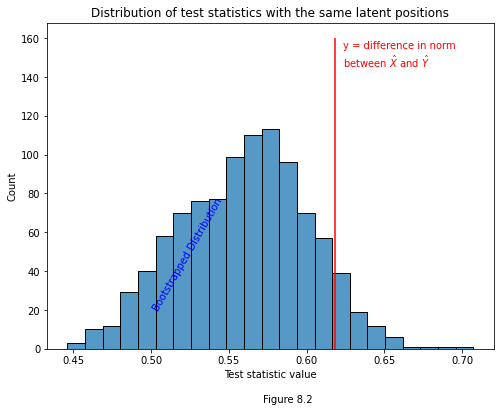 Distribution of test statistics with the same latent positions
160
140
120
100
80
60
40
20
0
Count
y = difference in norm
between X̂ and Ŷ
Bootstrapped Distribution
0.45 0.50 0.55 0.60 0.65 0.70
Test statistic value
Figure 8.2